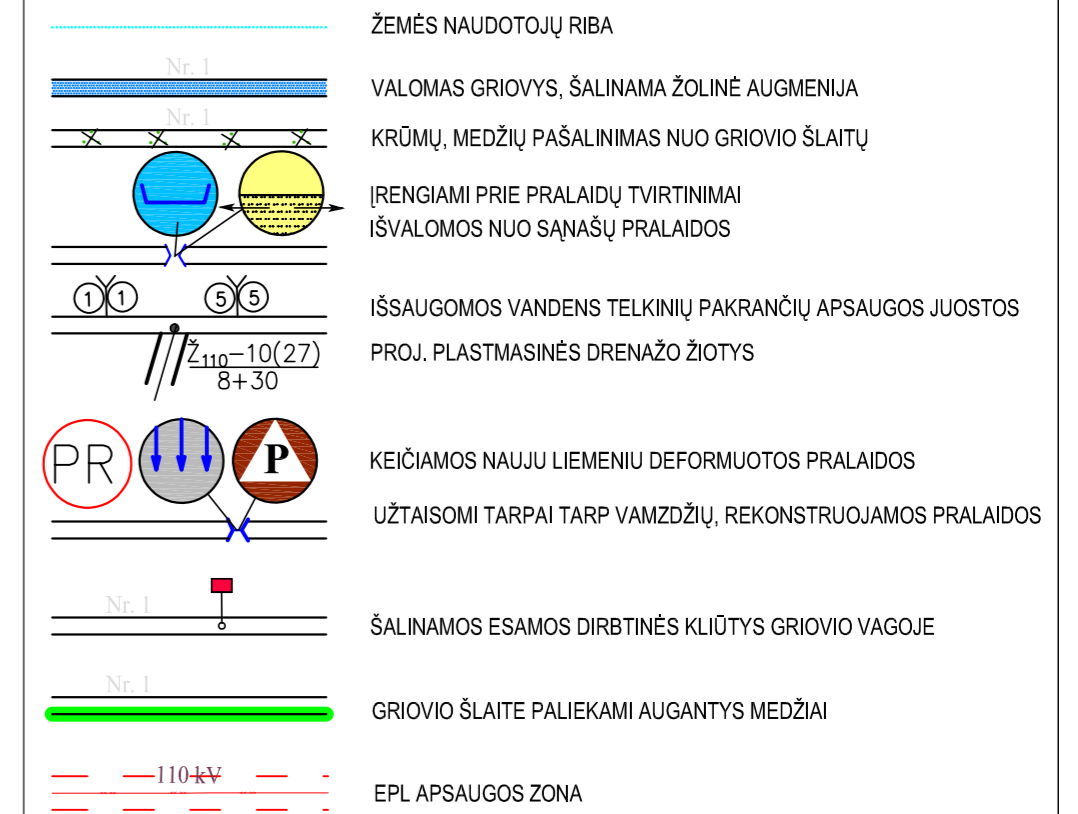 ŽEMĖS NAUDOTOJŲ RIBA
Nr. 1
VALOMAS GRIOVYS, ŠALINAMA ŽOLINĖ AUGMENIJA
Nr. 1
KRŪMŲ, MEDŽIŲ PAŠALINIMAS NUO GRIOVIO ŠLAITŲ
ĮRENGIAMI PRIE PRALAIDŲ TVIRTINIMAI
IŠVALOMOS NUO SĄNAŠŲ PRALAIDOS
1 1 5 5
IŠSAUGOMOS VANDENS TELKINIŲ PAKRANČIŲ APSAUGOS JUOSTOS
Ž110-10(27)
8+30
PROJ. PLASTMASINĖS DRENAŽO ŽIOTYS
PR P
KEIČIAMOS NAUJU LIEMENIU DEFORMUOTOS PRALAIDOS
UŽTAISOMI TARPAI TARP VAMZDŽIŲ, REKONSTRUOJAMOS PRALAIDOS
Nr. 1
ŠALINAMOS ESAMOS DIRBTINĖS KLIŪTYS GRIOVIO VAGOJE
Nr. 1
GRIOVIO ŠLAITE PALIEKAMI AUGANTYS MEDŽIAI
110 kV
EPL APSAUGOS ZONA